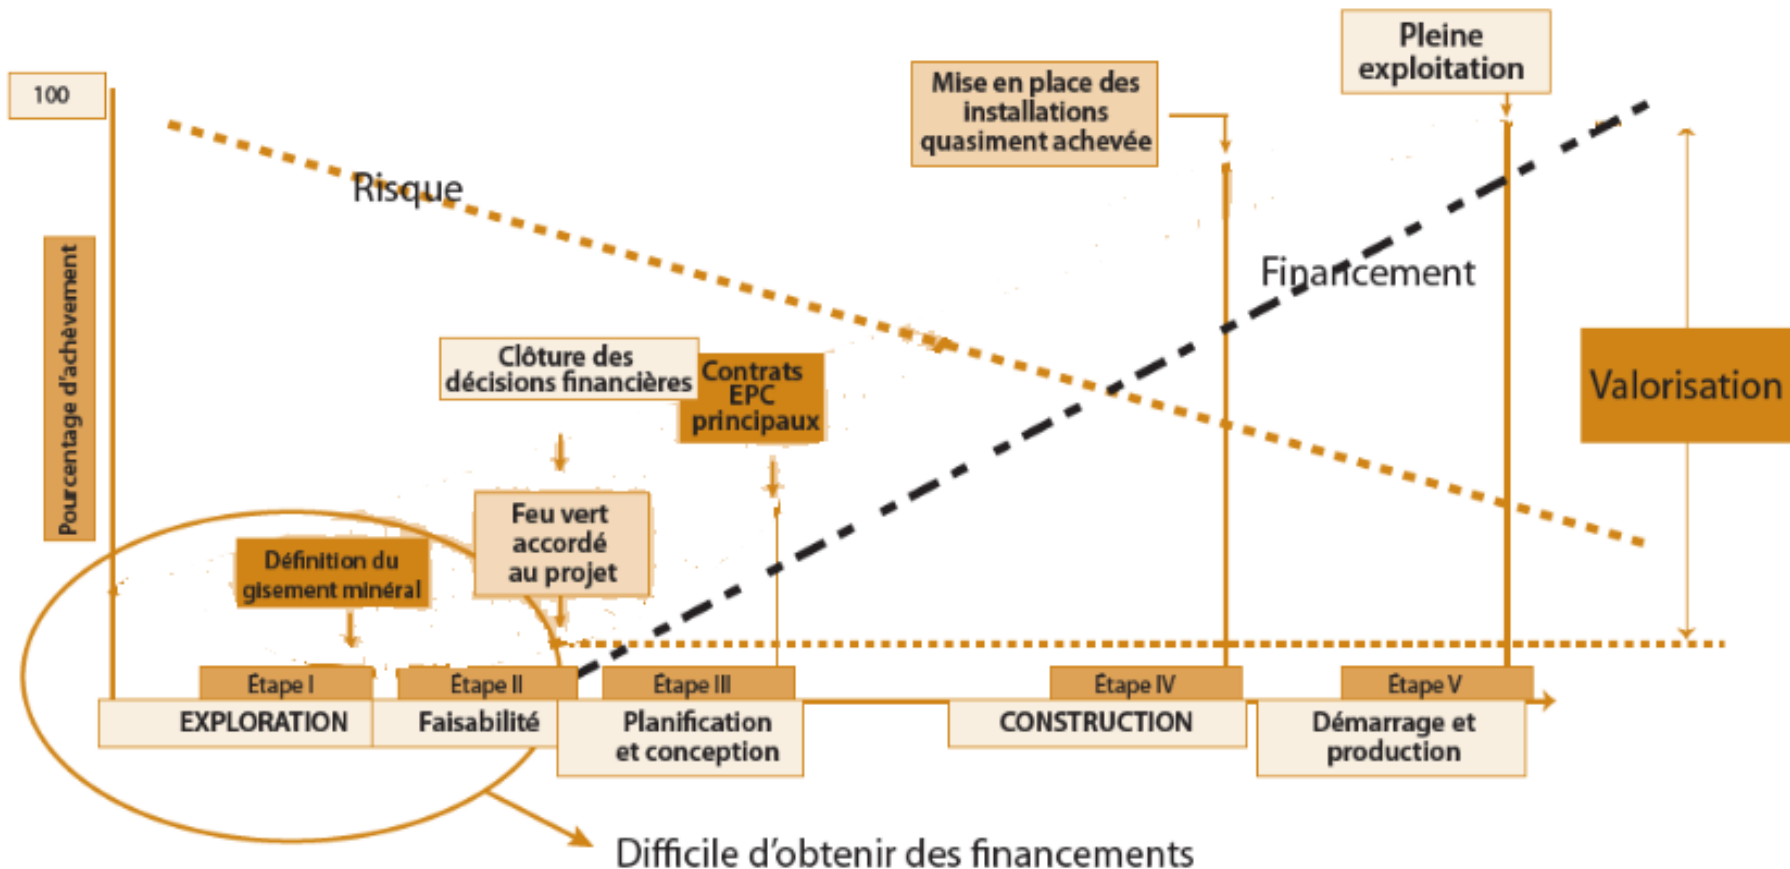 Pleine
exploitation
100
Mise en place des
installations
quasiment achevée
Risque
Financement
Pourcentage d'achèvement
Clôture des
décisions financières
Contrats
EPC
principaux
Valorisation
Feu vert
accordé
au projet
Définition du
gisement minéral
Étape I
Étape II
Étape III
Étape IV
Étape V
EXPLORATION
Faisabilité
Planification
et conception
CONSTRUCTION
Démarrage et
production
Difficile d'obtenir des financements